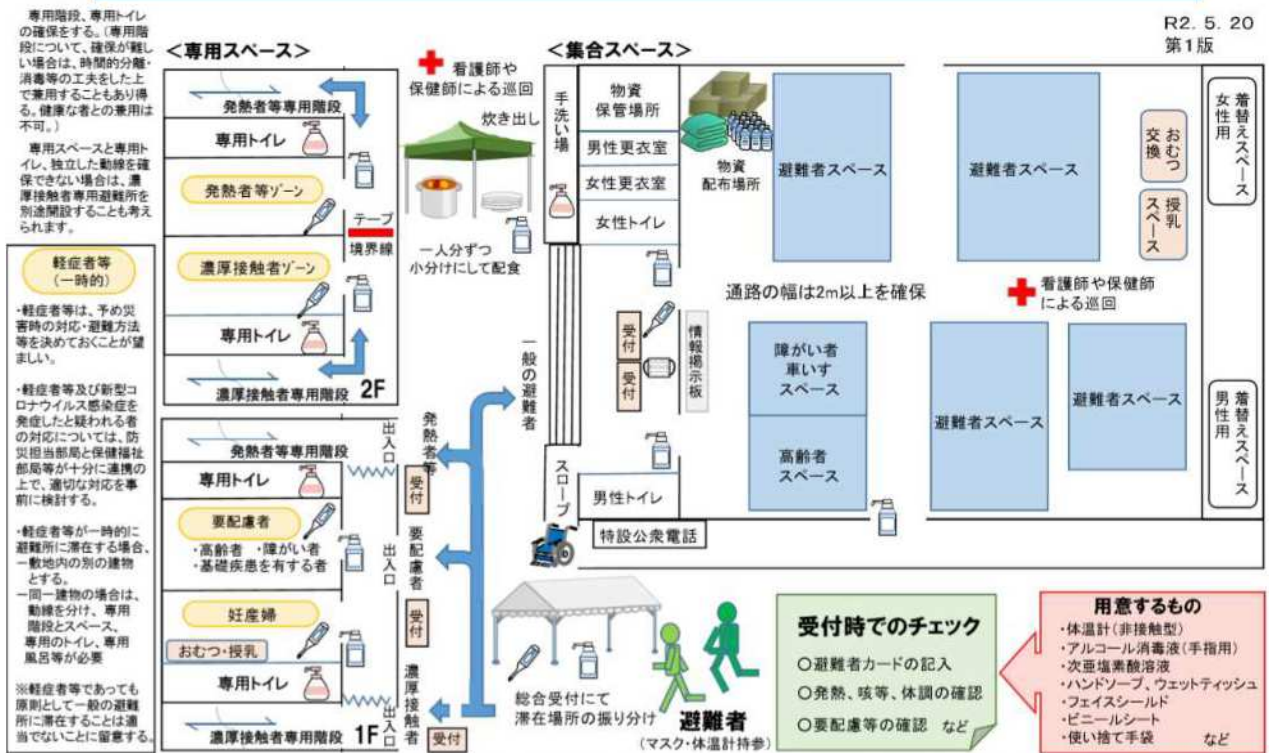 R2. 5. 20
第1版
専用階段、専用トイレ
の確保をする。（専用階
段について、確保が難し
い場合は、時間的分離・
消毒等の工夫をした上
で兼用することもあり得
る。健康な者との兼用は
不可。）
専用スペースと専用ト
イレ、独立した動線を確
保できない場合は、濃
厚接触者専用避難所を
別途開設することも考え
られます。
軽症者等
（一時的）
・軽症者等は、予め災
害時の対応・避難方法
等を決めておくことが望
ましい。
・軽症者等及び新型コ
ロナウイルス感染症を
発症したと疑われる者
の対応については、防
災担当部局と保健福祉
部局等が十分に連携の
上で、適切な対応を事
前に検討する。
・軽症者等が一時的に
避難所に滞在する場合、
ー敷地内の別の建物
とする。
ー同一建物の場合は、
動線を分け、専用
階段とスペース、
専用のトイレ、専用
風呂等が必要
※軽症者等であっても
原則として一般の避難
所に滞在することは適
当でないことに留意する。
＜専用スペース＞
発熱者等専用階段
専用トイレ
発熱者等ゾーン
テープ
境界線
濃厚接触者ゾーン
専用トイレ
濃厚接触者専用階段
2F
発熱者等専用階段
専用トイレ
要配慮者
・高齢者 ・障がい者
・基礎疾患を有する者
妊産婦
おむつ・授乳
専用トイレ
濃厚接触者専用階段
1F
出入口
出入口
出入口
発熱者等
受付
要配慮者
受付
濃厚接触者
受付
看護師や
保健師による巡回
炊き出し
一人分ずつ
小分けにして配食
一般の避難者
＜集合スペース＞
手洗い場
物資
保管場所
男性更衣室
女性更衣室
女性トイレ
物資
配布場所
避難者スペース
避難者スペース
おむつ
交換
授乳
スペース
着替えスペース
女性用
通路の幅は2m以上を確保
看護師や保健師
による巡回
受付
受付
情報掲示板
障がい者
車いす
スペース
高齢者
スペース
避難者スペース
避難者スペース
着替えスペース
男性用
スロープ
男性トイレ
特設公衆電話
総合受付にて
滞在場所の振り分け
避難者
（マスク・体温計持参）
受付時でのチェック
○避難者カードの記入
○発熱、咳等、体調の確認
○要配慮等の確認 など
用意するもの
・体温計（非接触型）
・アルコール消毒液（手指用）
・次亜塩素酸溶液
・ハンドソープ、ウェットティッシュ
・フェイスシールド
・ビニールシート
・使い捨て手袋 など